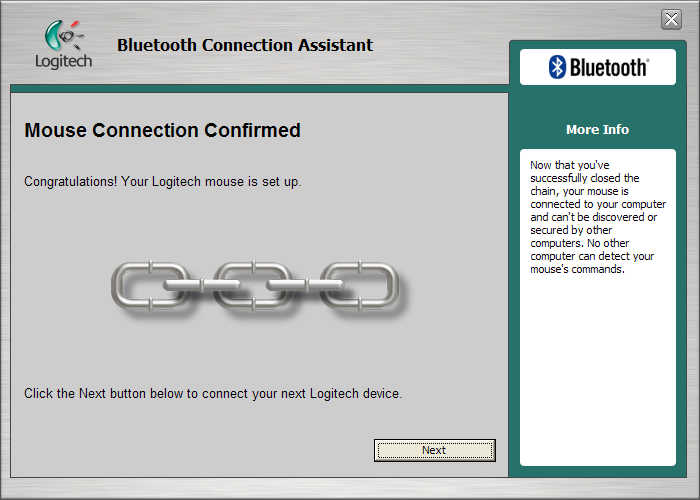 Logitech
Bluetooth Connection Assistant
Bluetooth®
Mouse Connection Confirmed
Congratulations! Your Logitech mouse is set up.
Click the Next button below to connect your next Logitech device.
Next
More Info
Now that you've
successfully closed the
chain, your mouse is
connected to your computer
and can't be discovered or
secured by other
computers. No other
computer can detect your
mouse's commands.